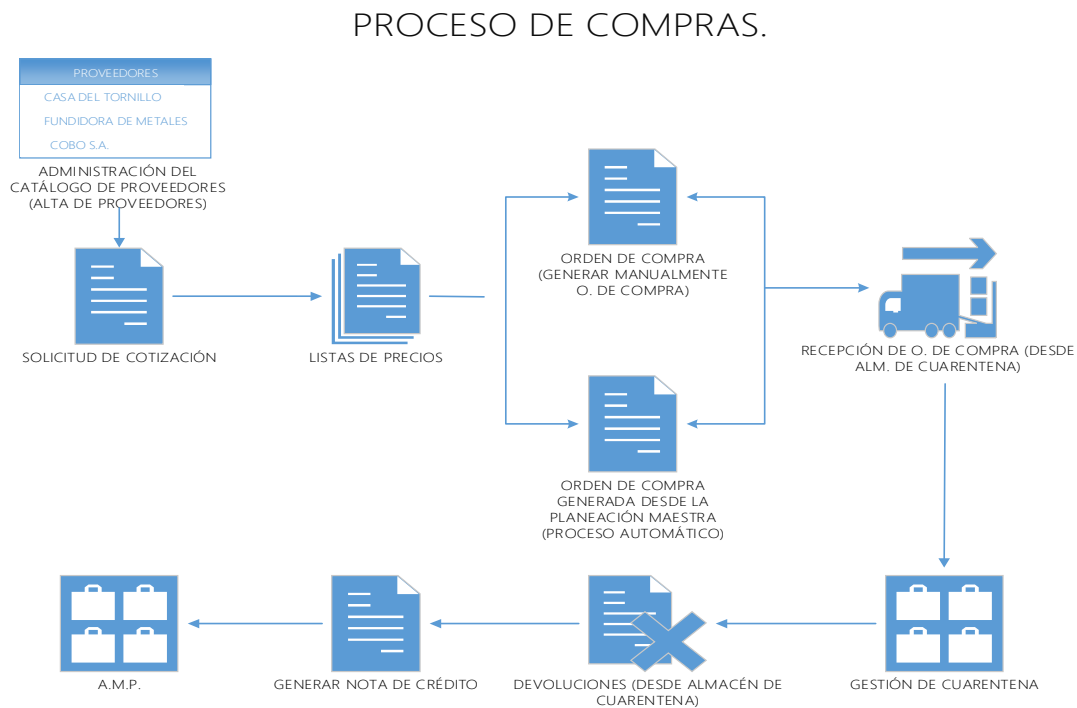 PROCESO DE COMPRAS.
PROVEEDORES
CASA DEL TORNILLO
FUNDIDORA DE METALES
COBO S.A.
ADMINISTRACIÓN DEL
CATÁLOGO DE PROVEEDORES
(ALTA DE PROVEEDORES)
SOLICITUD DE COTIZACIÓN
LISTAS DE PRECIOS
ORDEN DE COMPRA
(GENERAR MANUALMENTE
O. DE COMPRA)
RECEPCIÓN DE O. DE COMPRA (DESDE
ALM. DE CUARENTENA)
ORDEN DE COMPRA
GENERADA DESDE LA
PLANEACIÓN MAESTRA
(PROCESO AUTOMÁTICO)
A.M.P.
GENERAR NOTA DE CRÉDITO
DEVOLUCIONES (DESDE ALMACÉN DE
CUARENTENA)
GESTIÓN DE CUARENTENA